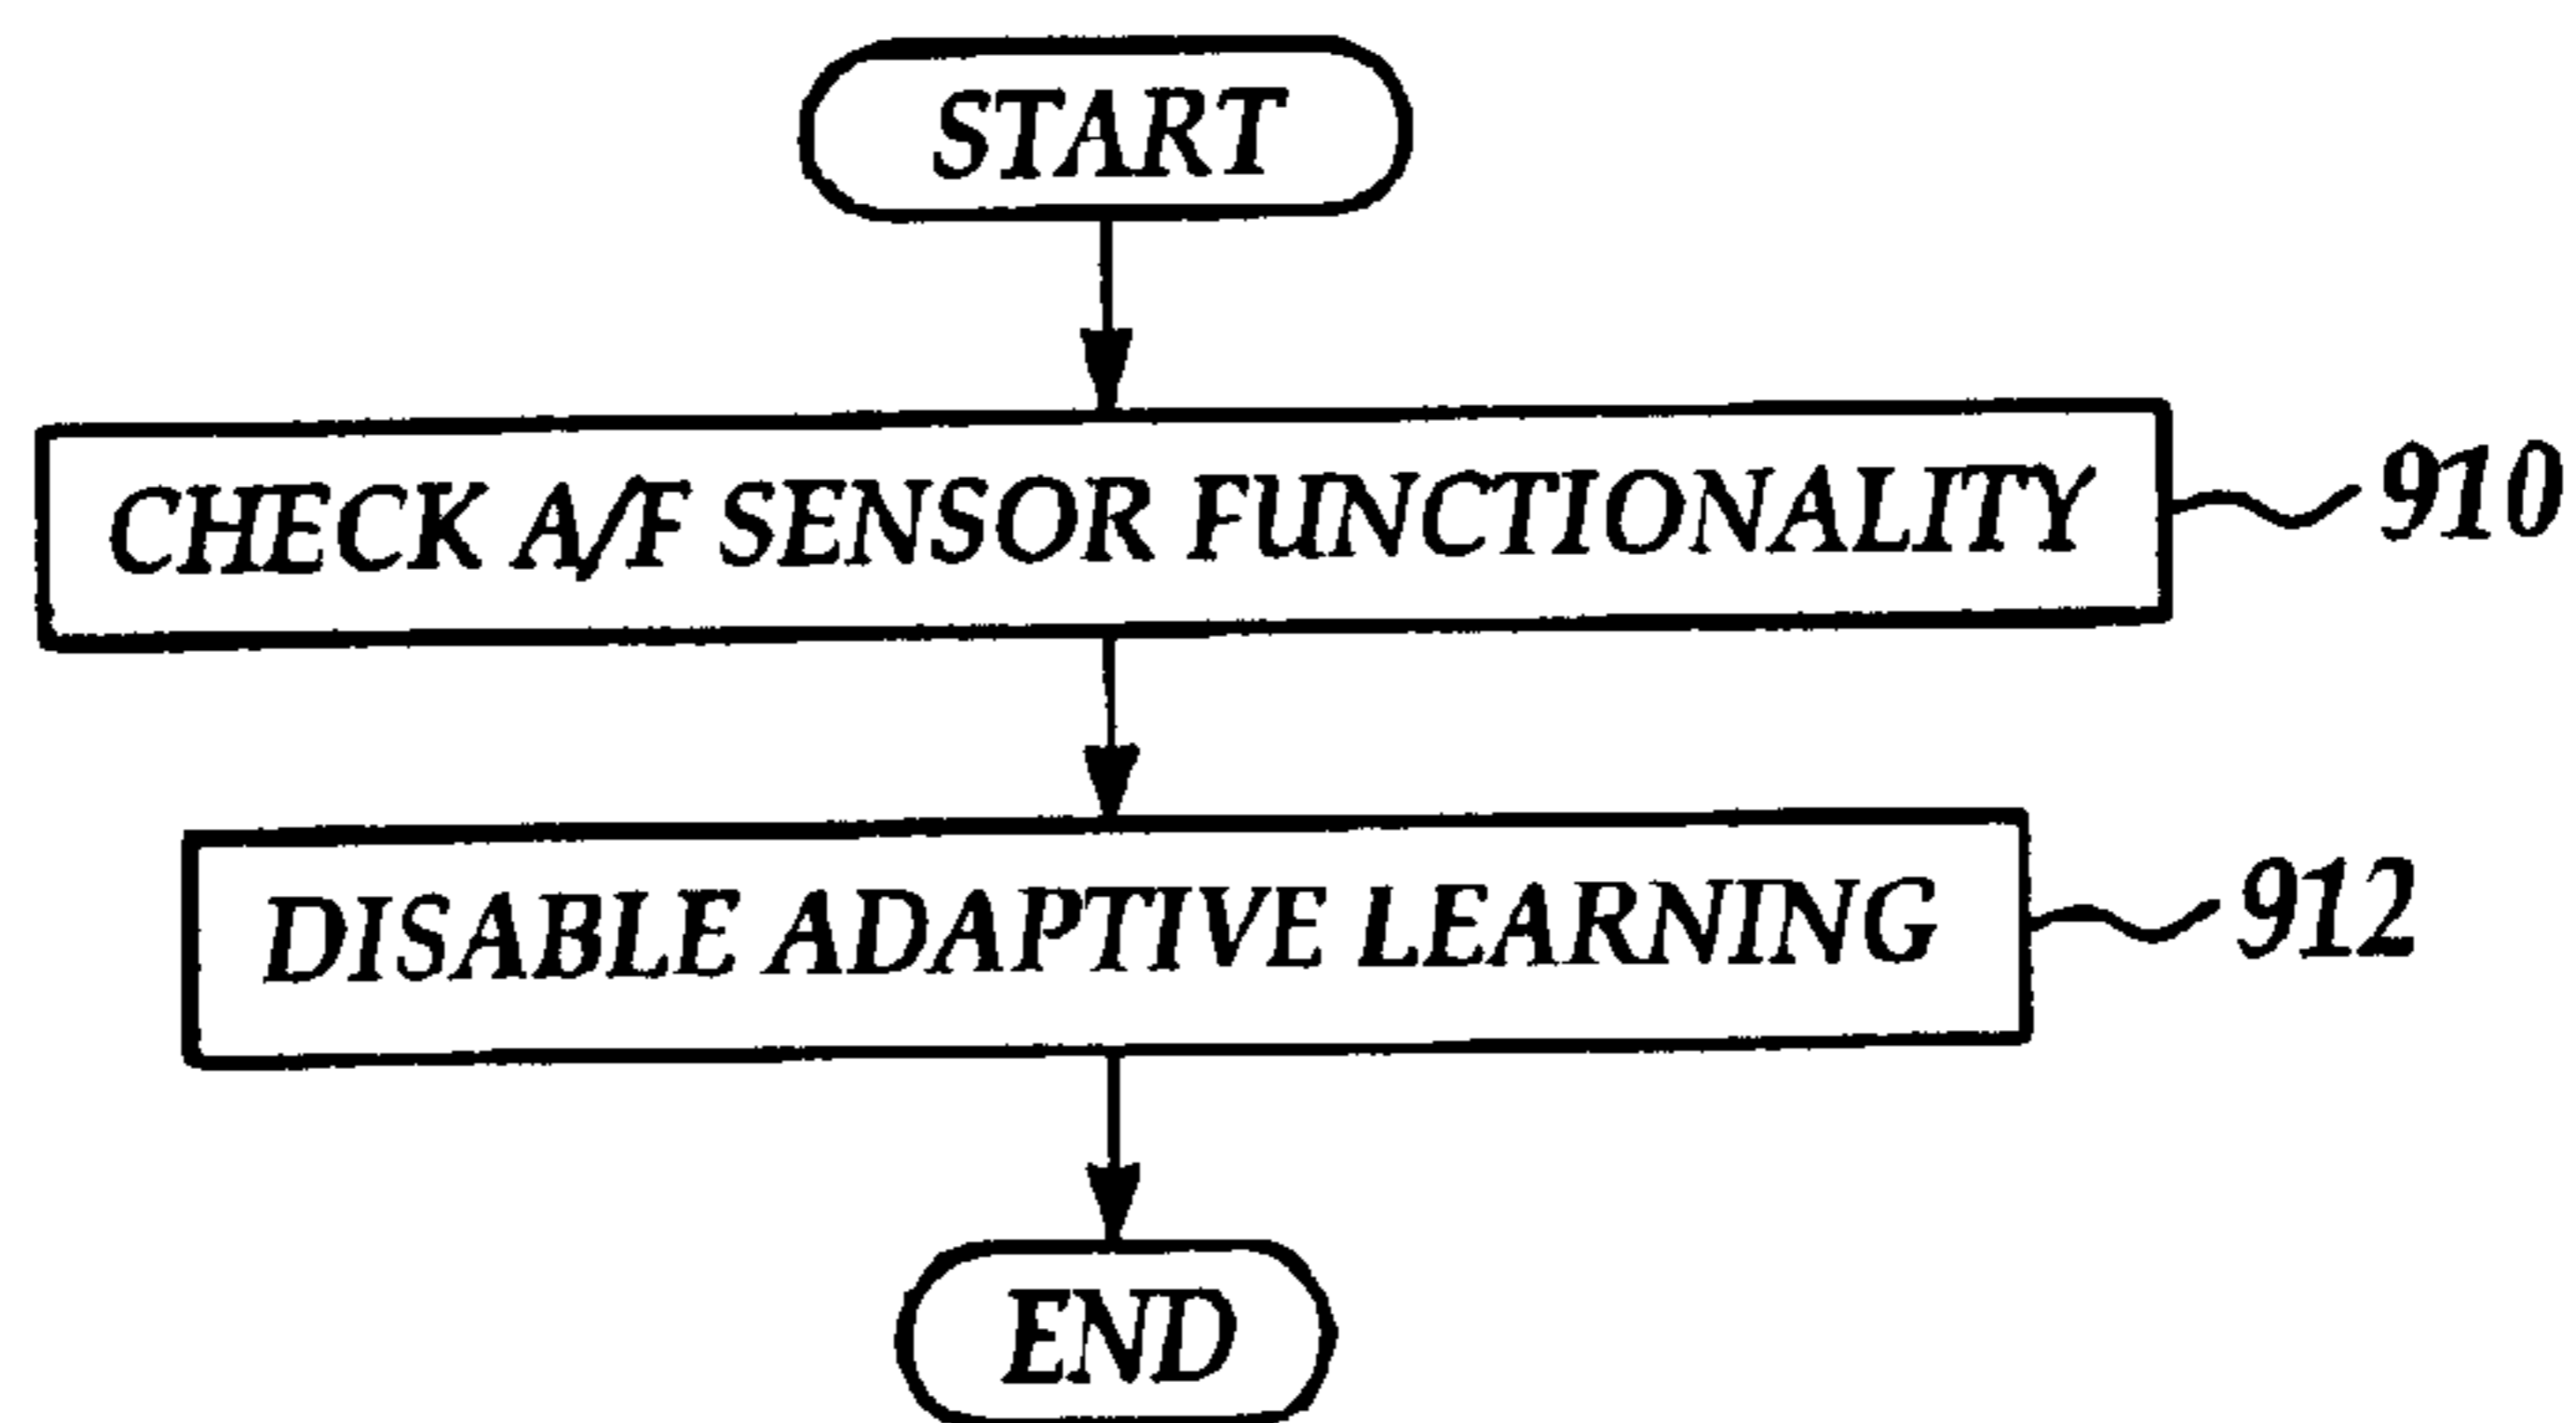 START
CHECK A/F SENSOR FUNCTIONALITY
910
DISABLE ADAPTIVE LEARNING
912
END